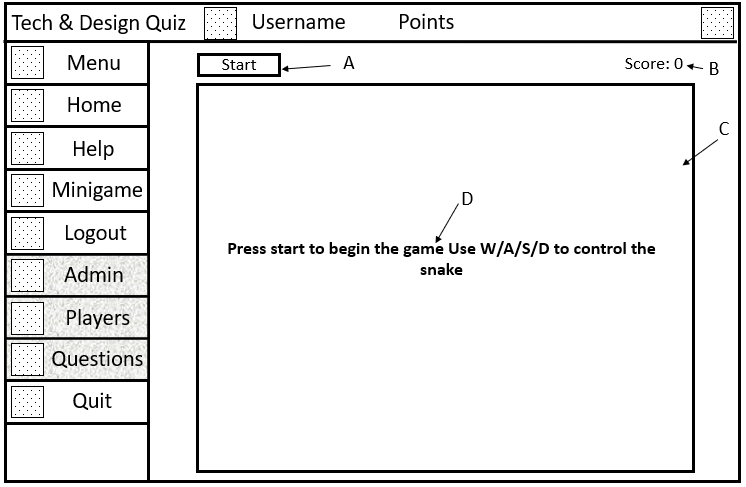 Tech & Design Quiz Username Points
Menu
Home
Help
Minigame
Logout
Admin
Players
Questions
Quit
Start A Score: 0 B
C
D
Press start to begin the game Use W/A/S/D to control the
snake